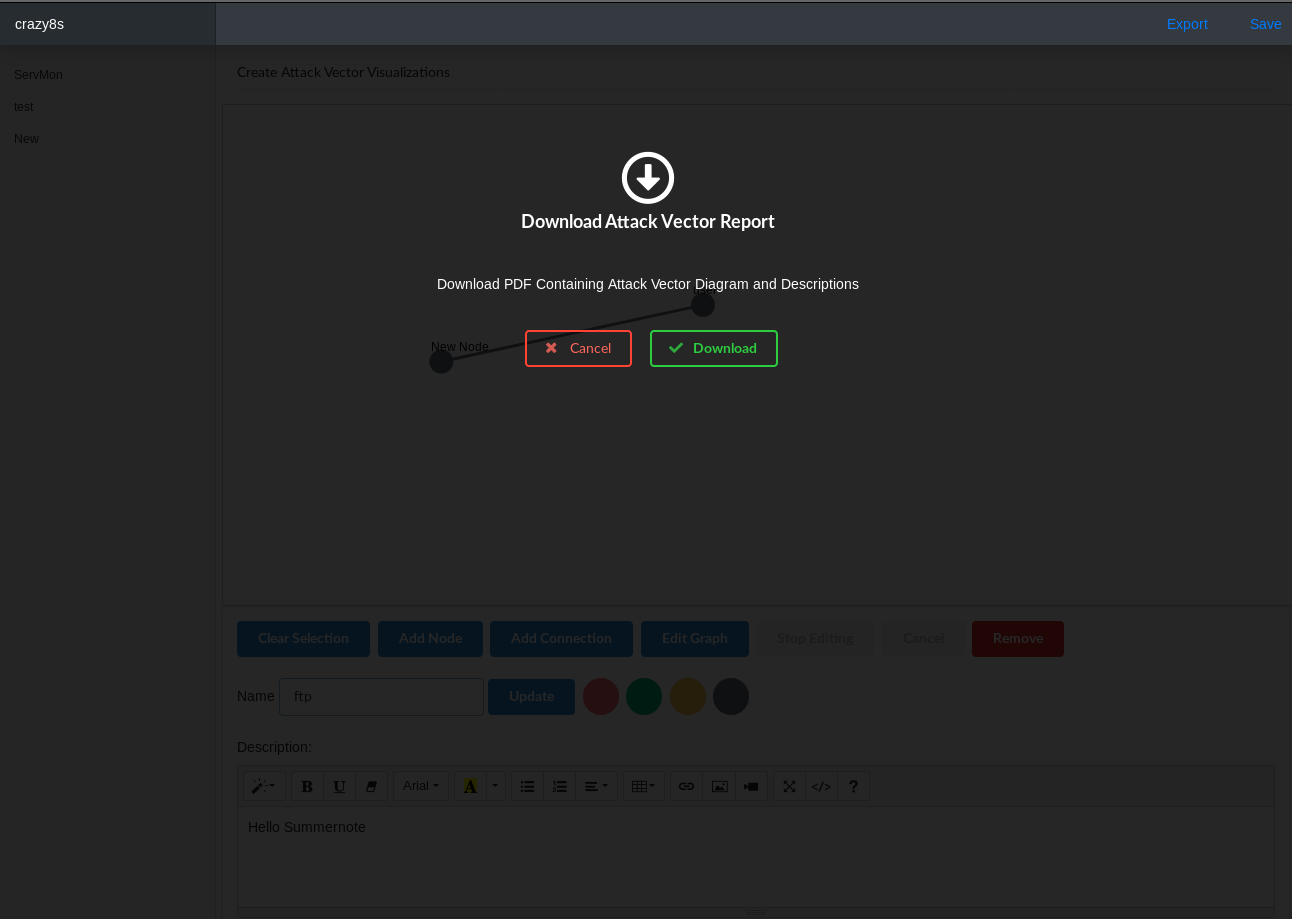 crazy8s
Export Save
ServMon
test
New
Create Attack Vector Visualizations
Download Attack Vector Report
Download PDF Containing Attack Vector Diagram and Descriptions
New Node
Cancel Download
Clear Selection Add Node Add Connection Edit Graph Stop Editing Cancel Remove
Name ftp Update
Description:
B U Arial A </> ?
Hello Summernote